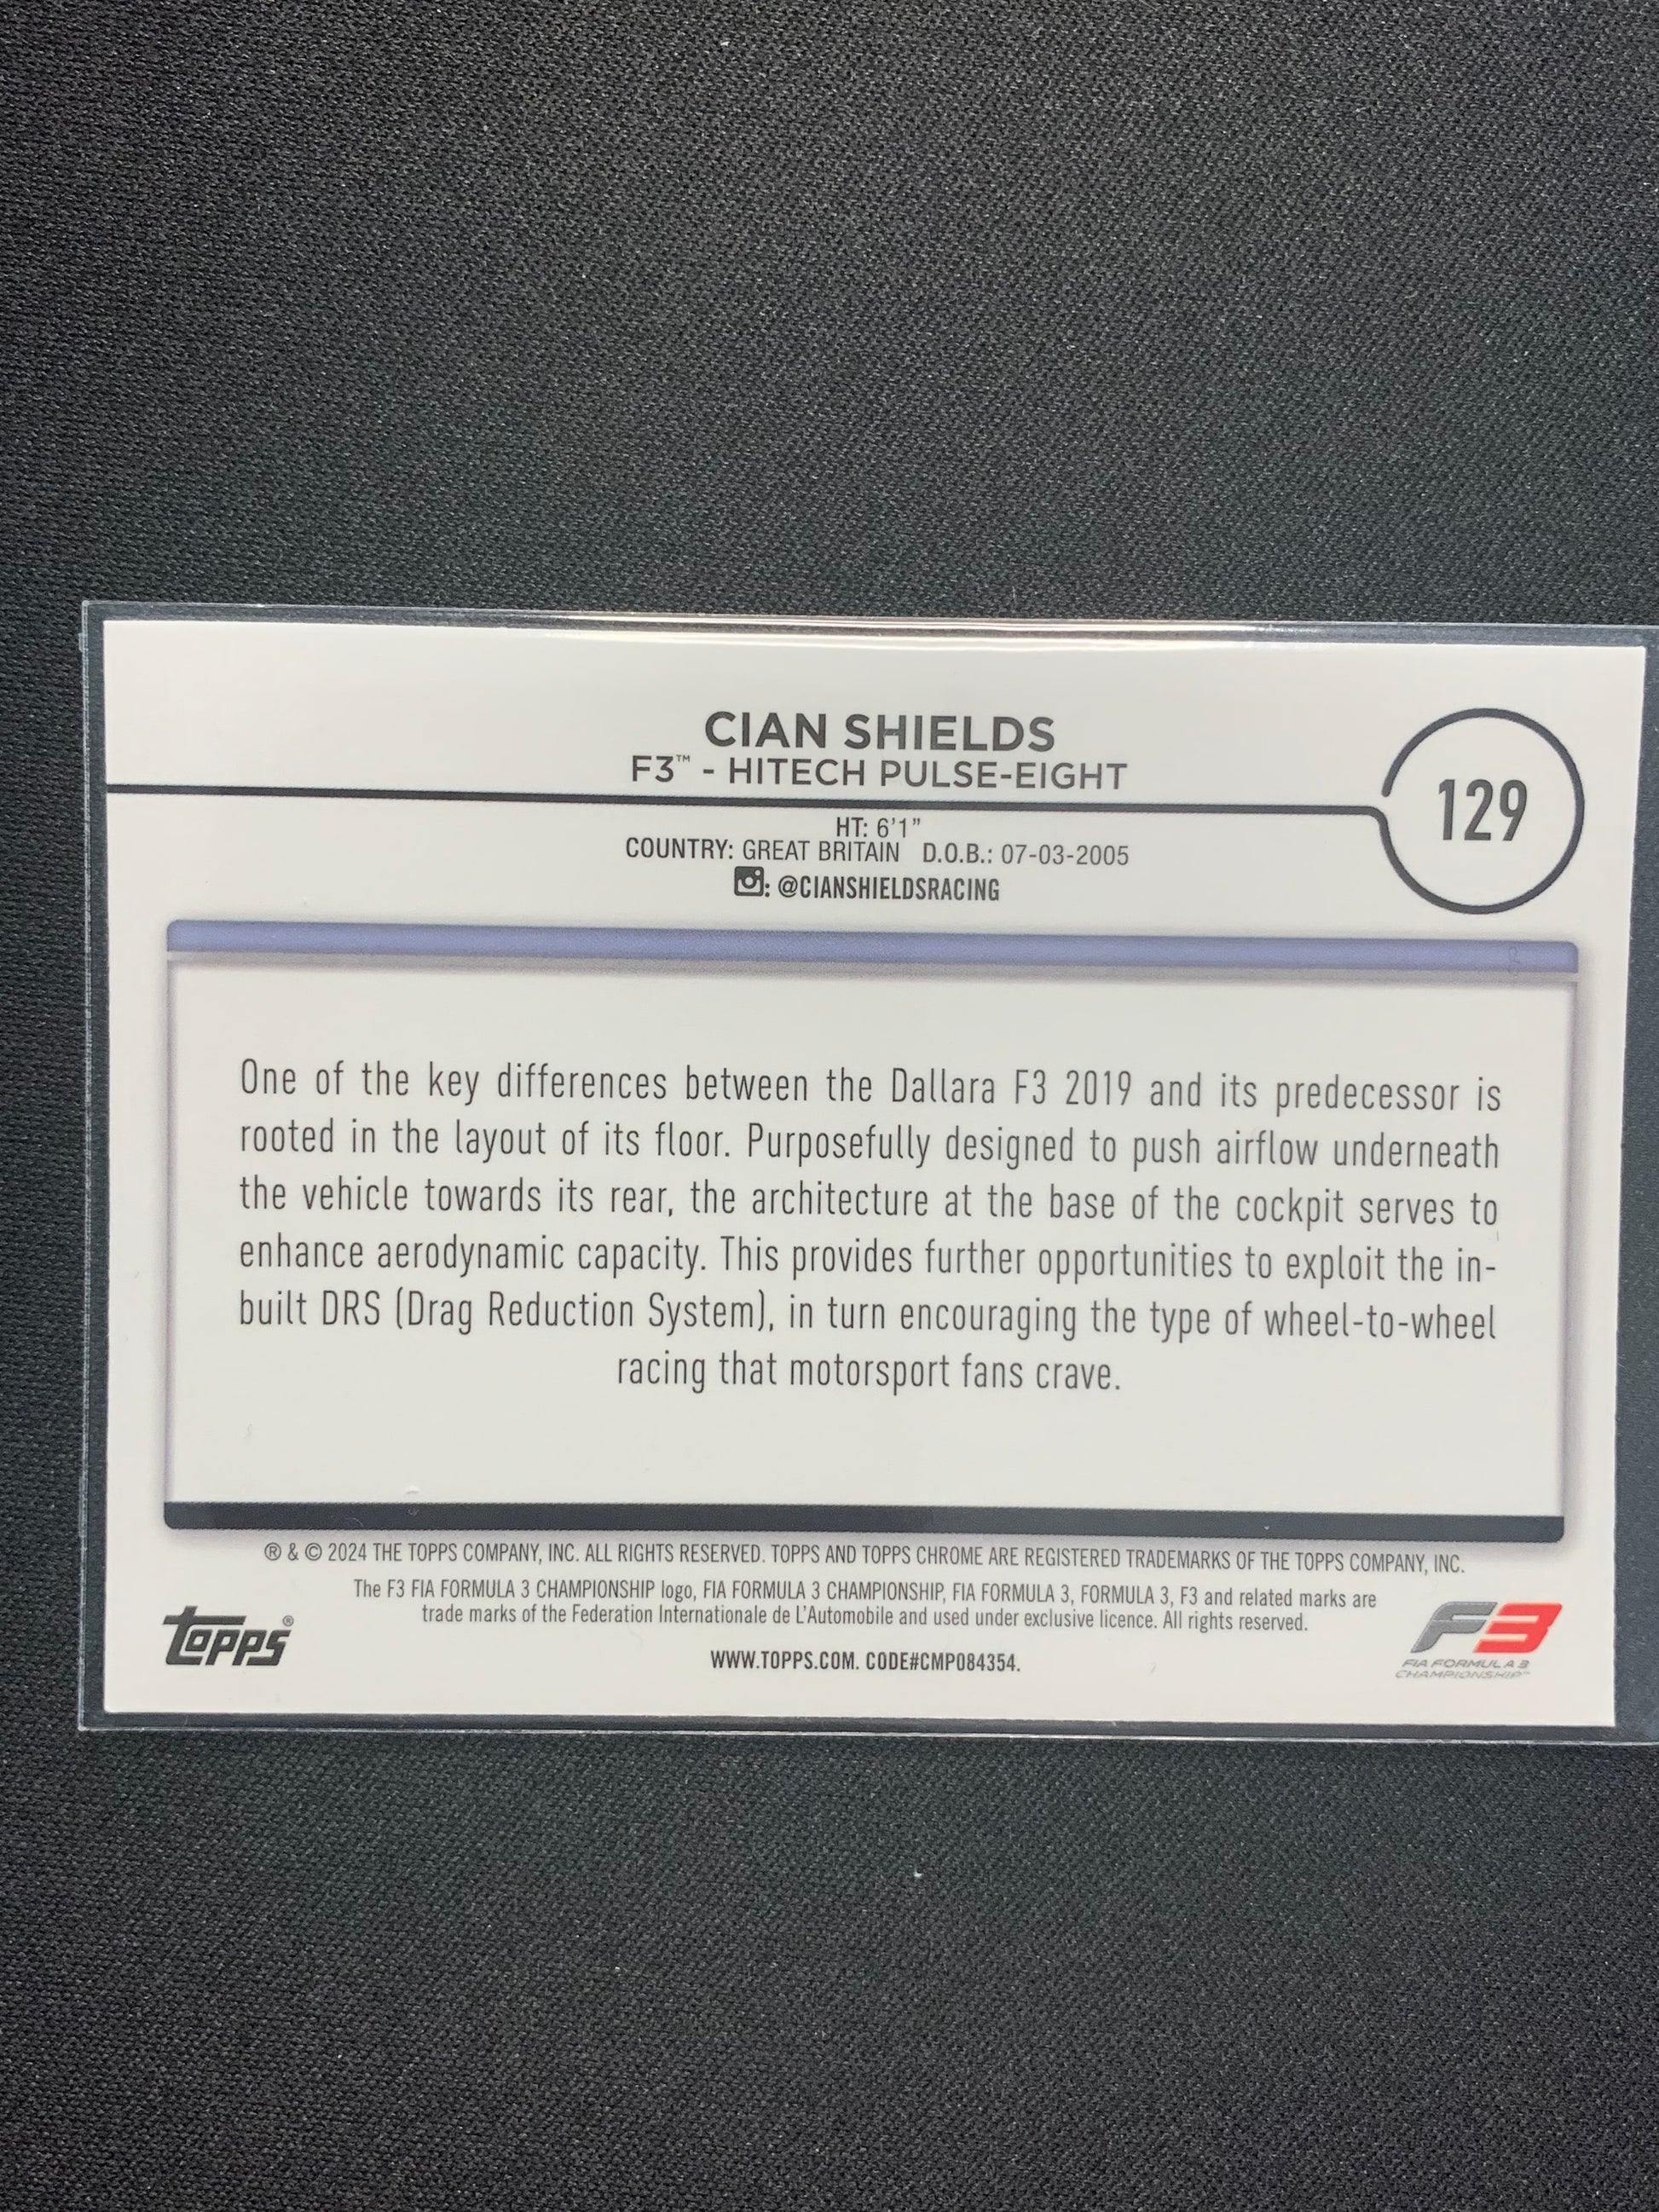 CIAN SHIELDS
F3™ - HITECH PULSE-EIGHT
129
HT: 6'1"
COUNTRY: GREAT BRITAIN D.O.B.: 07-03-2005
: @CIANSHIELDSRACING
One of the key differences between the Dallara F3 2019 and its predecessor is
rooted in the layout of its floor. Purposefully designed to push airflow underneath
the vehicle towards its rear, the architecture at the base of the cockpit serves to
enhance aerodynamic capacity. This provides further opportunities to exploit the in-
built DRS (Drag Reduction System), in turn encouraging the type of wheel-to-wheel
racing that motorsport fans crave.
® & © 2024 THE TOPPS COMPANY, INC. ALL RIGHTS RESERVED. TOPPS AND TOPPS CHROME ARE REGISTERED TRADEMARKS OF THE TOPPS COMPANY, INC.
The F3 FIA FORMULA 3 CHAMPIONSHIP logo, FIA FORMULA 3 CHAMPIONSHIP, FIA FORMULA 3, FORMULA 3, F3 and related marks are
trade marks of the Federation Internationale de L'Automobile and used under exclusive licence. All rights reserved.
WWW.TOPPS.COM. CODE#CMP084354.
Topps®
F3
FIA FORMULA 3
CHAMPIONSHIP™